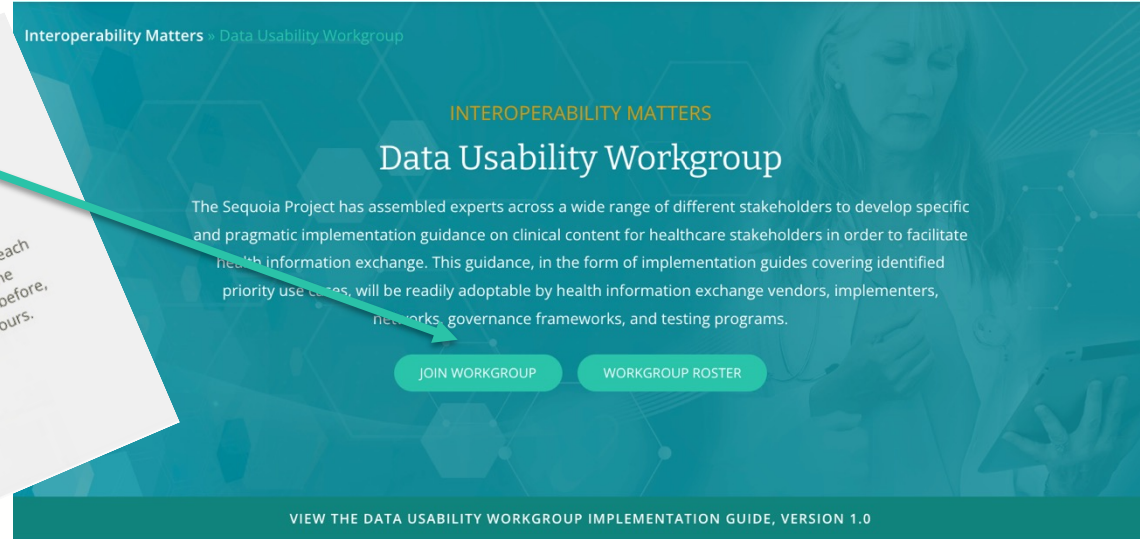 Interoperability Matters » Data Usability Workgroup
INTEROPERABILITY MATTERS
Data Usability Workgroup
The Sequoia Project has assembled experts across a wide range of different stakeholders to develop specific
and pragmatic implementation guidance on clinical content for healthcare stakeholders in order to facilitate
health information exchange. This guidance, in the form of implementation guides covering identified
priority use cases, will be readily adoptable by health information exchange vendors, implementers,
networks, governance frameworks, and testing programs.
JOIN WORKGROUP
WORKGROUP ROSTER
VIEW THE DATA USABILITY WORKGROUP IMPLEMENTATION GUIDE, VERSION 1.0
each
before,